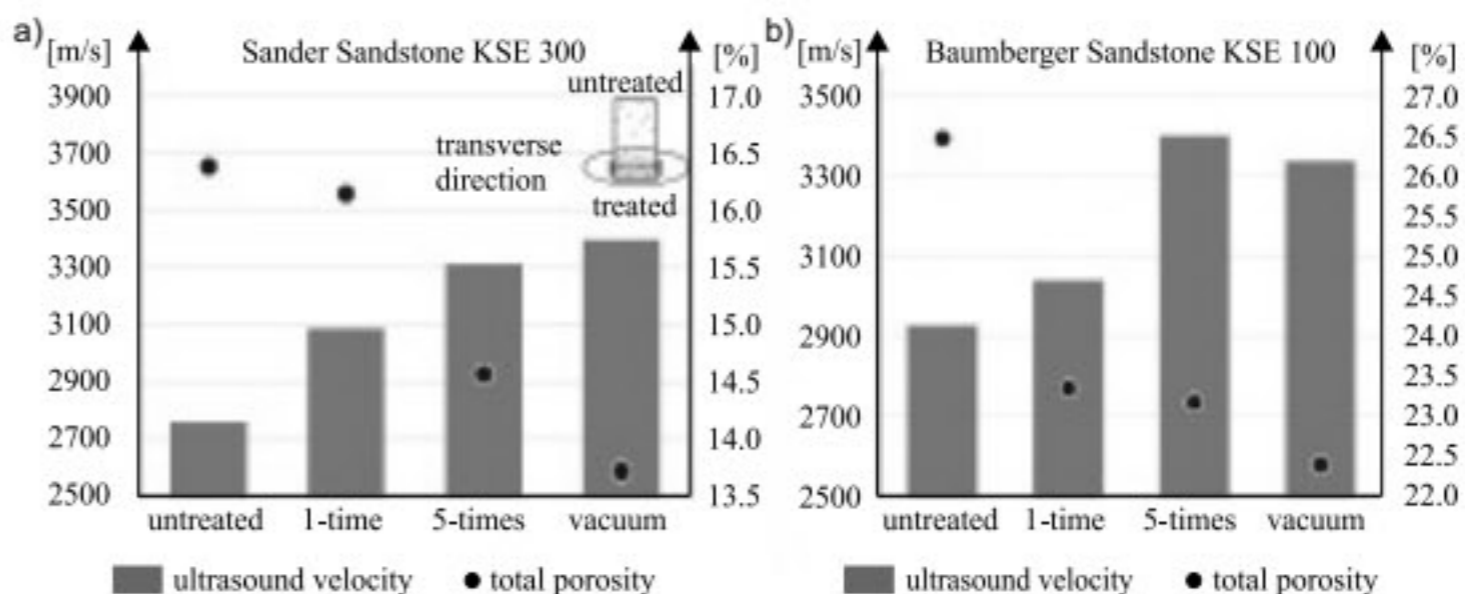 a)
[m/s]
Sander Sandstone KSE 300
[%]
untreated
transverse
direction
treated
3900
3700
3500
3300
3100
2900
2700
2500
17.0
16.5
16.0
15.5
15.0
14.5
14.0
13.5
untreated 1-time 5-times vacuum
ultrasound velocity total porosity
b)
[m/s]
Baumberger Sandstone KSE 100
[%]
3500
3300
3100
2900
2700
2500
27.0
26.5
26.0
25.5
25.0
24.5
24.0
23.5
23.0
22.5
22.0
untreated 1-time 5-times vacuum
ultrasound velocity total porosity